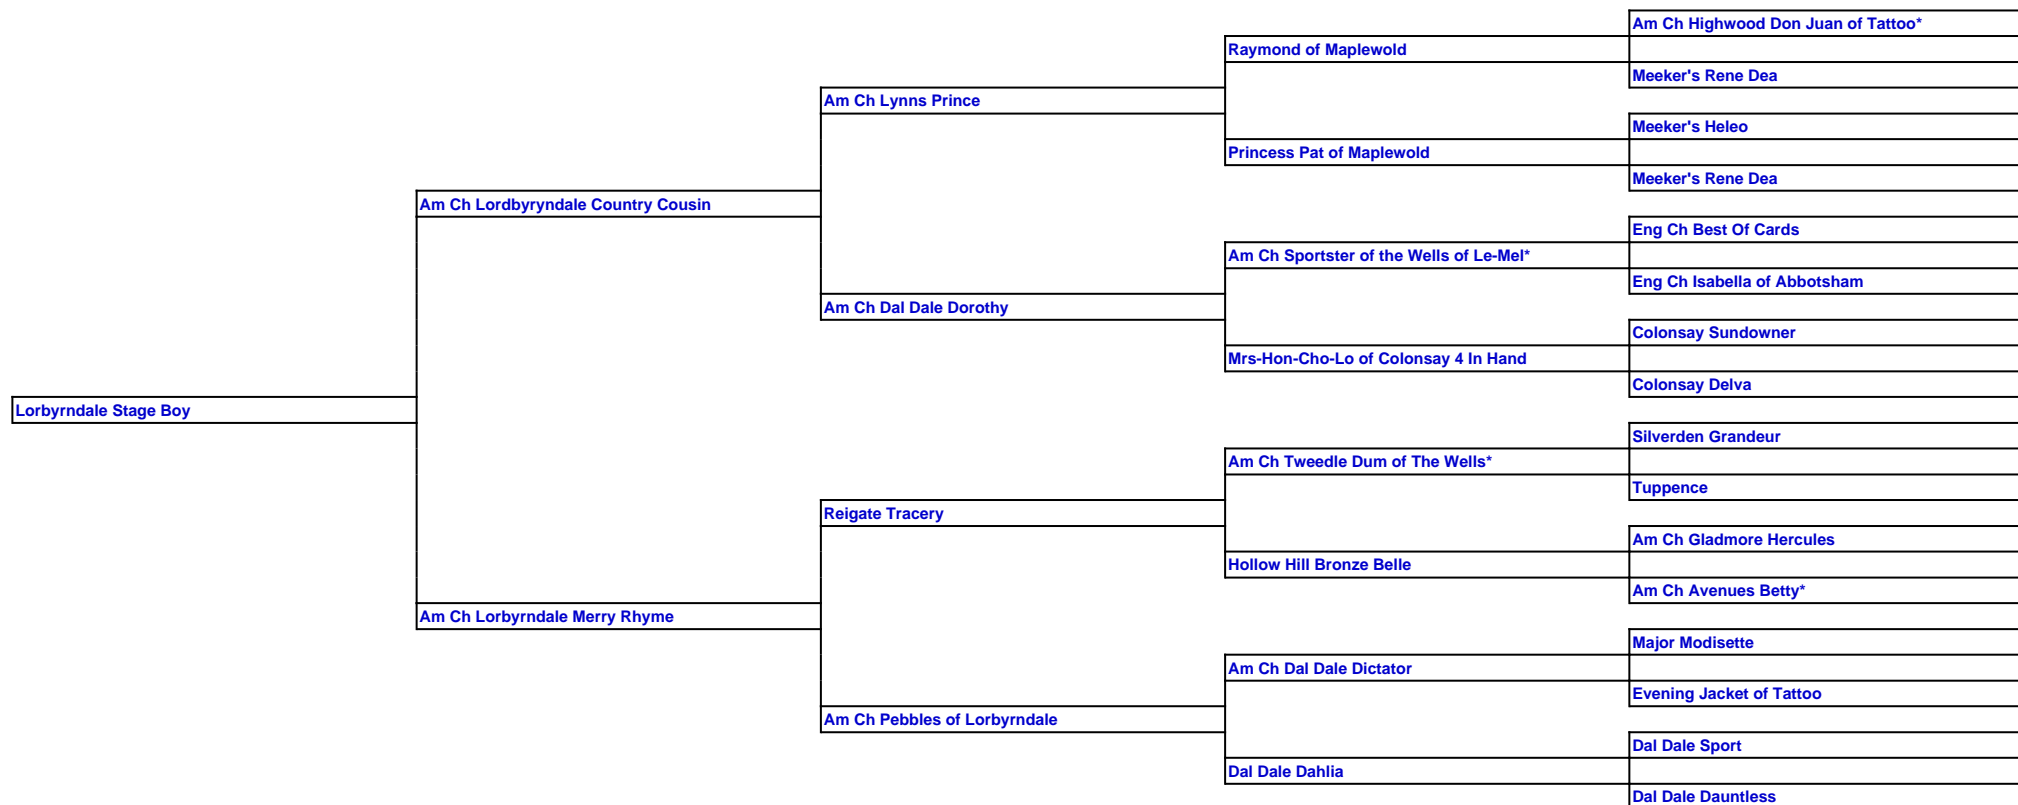 Am Ch Highwood Don Juan of Tattoo*
Raymond of Maplewold
Meeker's Rene Dea
Am Ch Lynns Prince
Meeker's Heleo
Princess Pat of Maplewold
Meeker's Rene Dea
Am Ch Lordbyryndale Country Cousin
Eng Ch Best Of Cards
Am Ch Sportster of the Wells of Le-Mel*
Eng Ch Isabella of Abbotsham
Am Ch Dal Dale Dorothy
Colonsay Sundowner
Mrs-Hon-Cho-Lo of Colonsay 4 In Hand
Colonsay Delva
Lorbyrndale Stage Boy
Silverden Grandeur
Am Ch Tweedle Dum of The Wells*
Tuppence
Reigate Tracery
Am Ch Gladmore Hercules
Hollow Hill Bronze Belle
Am Ch Avenues Betty*
Am Ch Lorbyrndale Merry Rhyme
Major Modisette
Am Ch Dal Dale Dictator
Evening Jacket of Tattoo
Am Ch Pebbles of Lorbyrndale
Dal Dale Sport
Dal Dale Dahlia
Dal Dale Dauntless